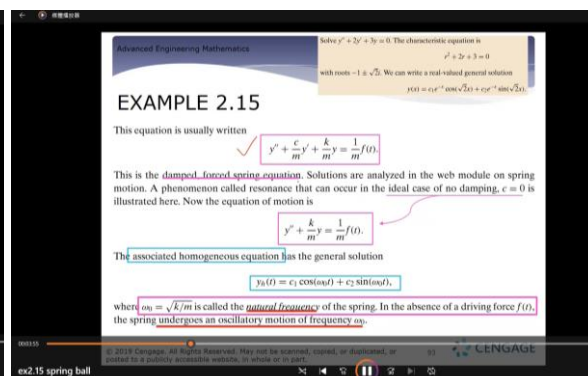 Advanced Engineering Mathematics
Solve y″ + 2y′ + 3y = 0. The characteristic equation is
r² + 2r + 3 = 0
with roots −1 ± √2i. We can write a real-valued general solution
y(x) = c₁e⁻ˣ cos(√2x) + c₂e⁻ˣ sin(√2x).
EXAMPLE 2.15
This equation is usually written
y″ + c/m y′ + k/m y = 1/m f(t).
This is the damped, forced spring equation. Solutions are analyzed in the web module on spring
motion. A phenomenon called resonance that can occur in the ideal case of no damping, c = 0 is
illustrated here. Now the equation of motion is
y″ + k/m y = 1/m f(t).
The associated homogeneous equation has the general solution
yₕ(t) = c₁ cos(ω₀t) + c₂ sin(ω₀t),
where ω₀ = √k/m is called the natural frequency of the spring. In the absence of a driving force f(t),
the spring undergoes an oscillatory motion of frequency ω₀.
00:03:55
© 2019 Cengage. All Rights Reserved. May not be scanned, copied, or duplicated, or
posted to a publicly accessible website, in whole or in part.
93
CENGAGE
ex2.15 spring ball